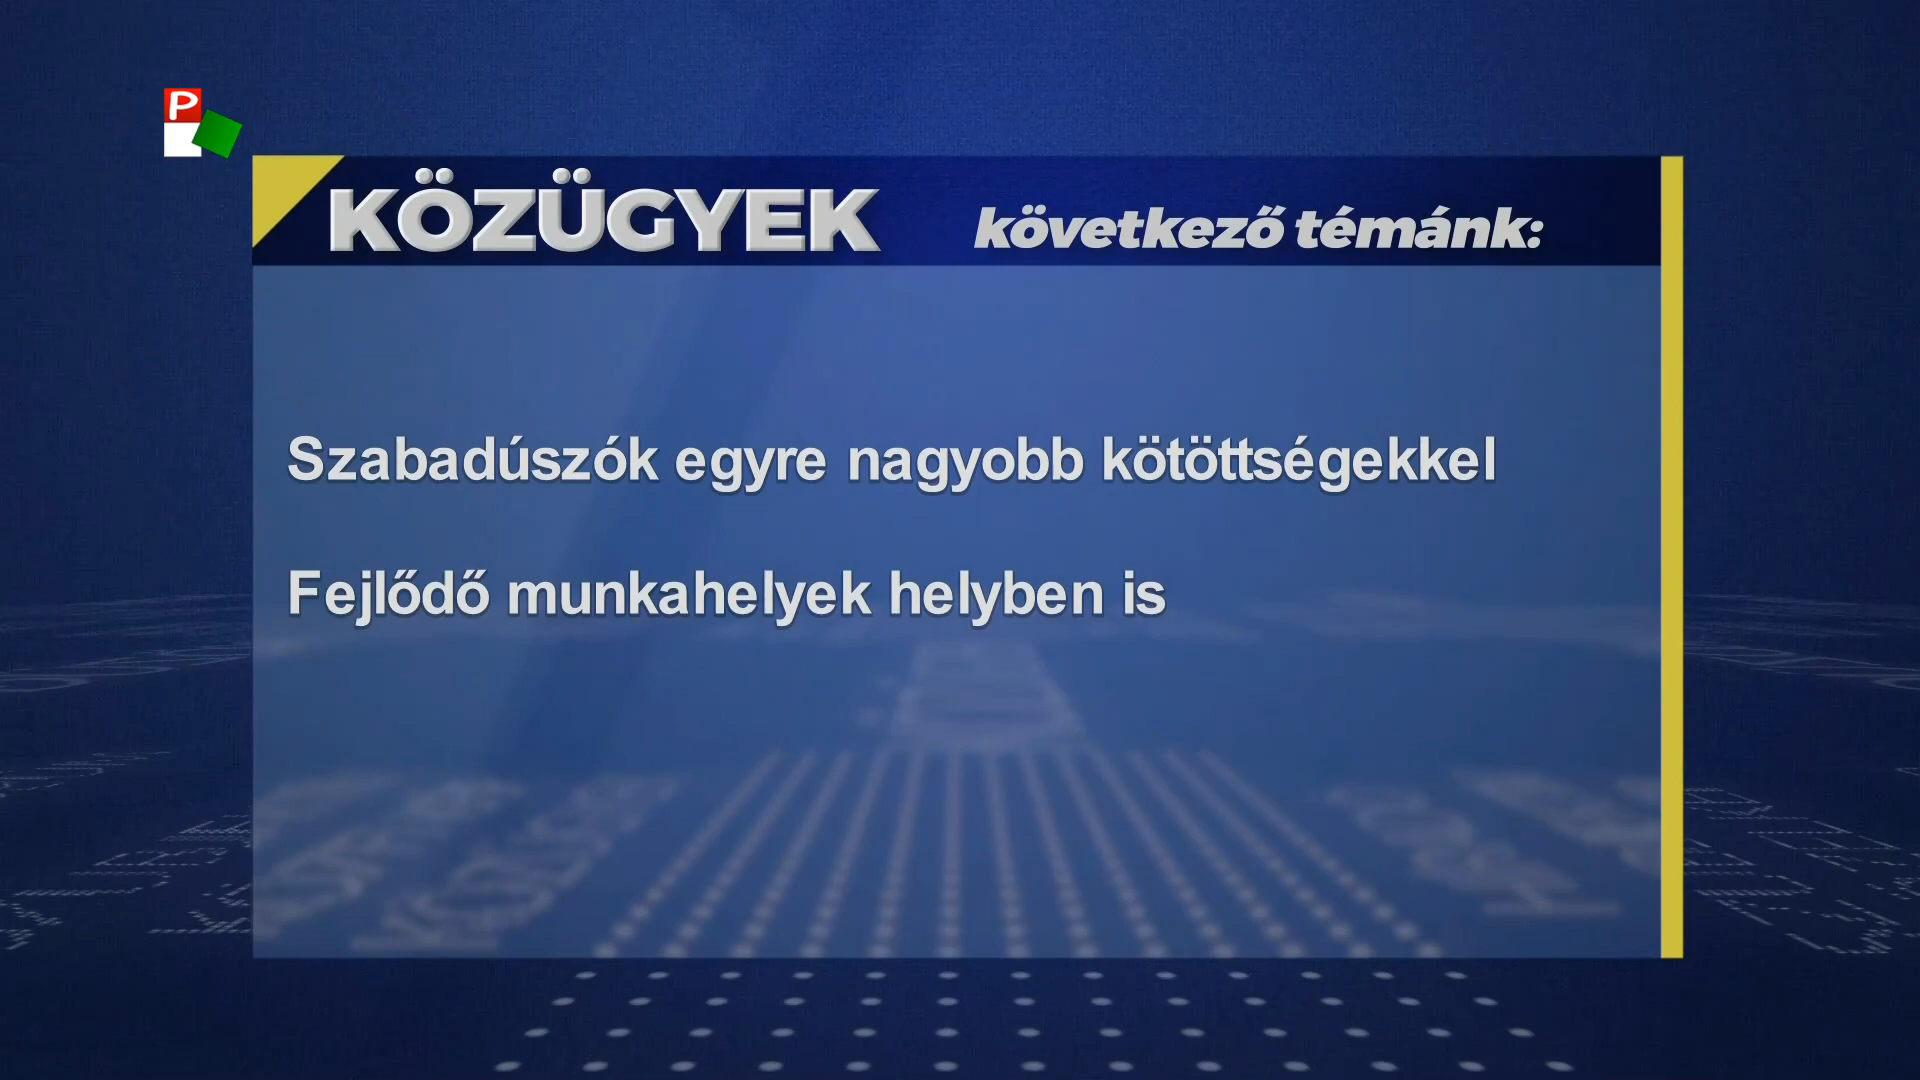 P
KÖZÜGYEK következő témánk:
Szabadúszók egyre nagyobb kötöttségekkel
Fejlődő munkahelyek helyben is